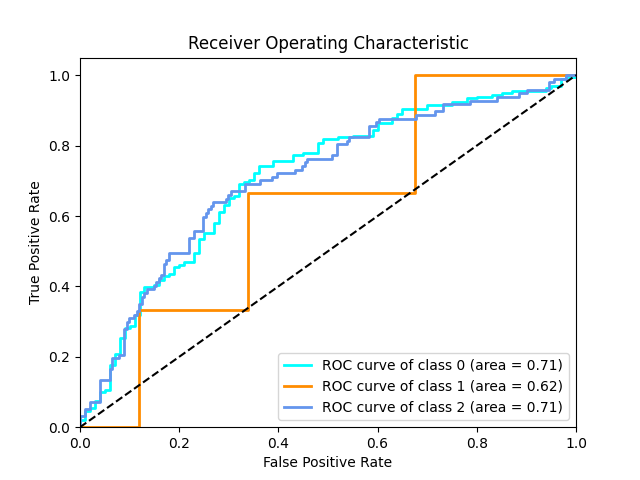 Receiver Operating Characteristic
True Positive Rate
1.0
0.8
0.6
0.4
0.2
0.0
ROC curve of class 0 (area = 0.71)
ROC curve of class 1 (area = 0.62)
ROC curve of class 2 (area = 0.71)
0.0 0.2 0.4 0.6 0.8 1.0
False Positive Rate